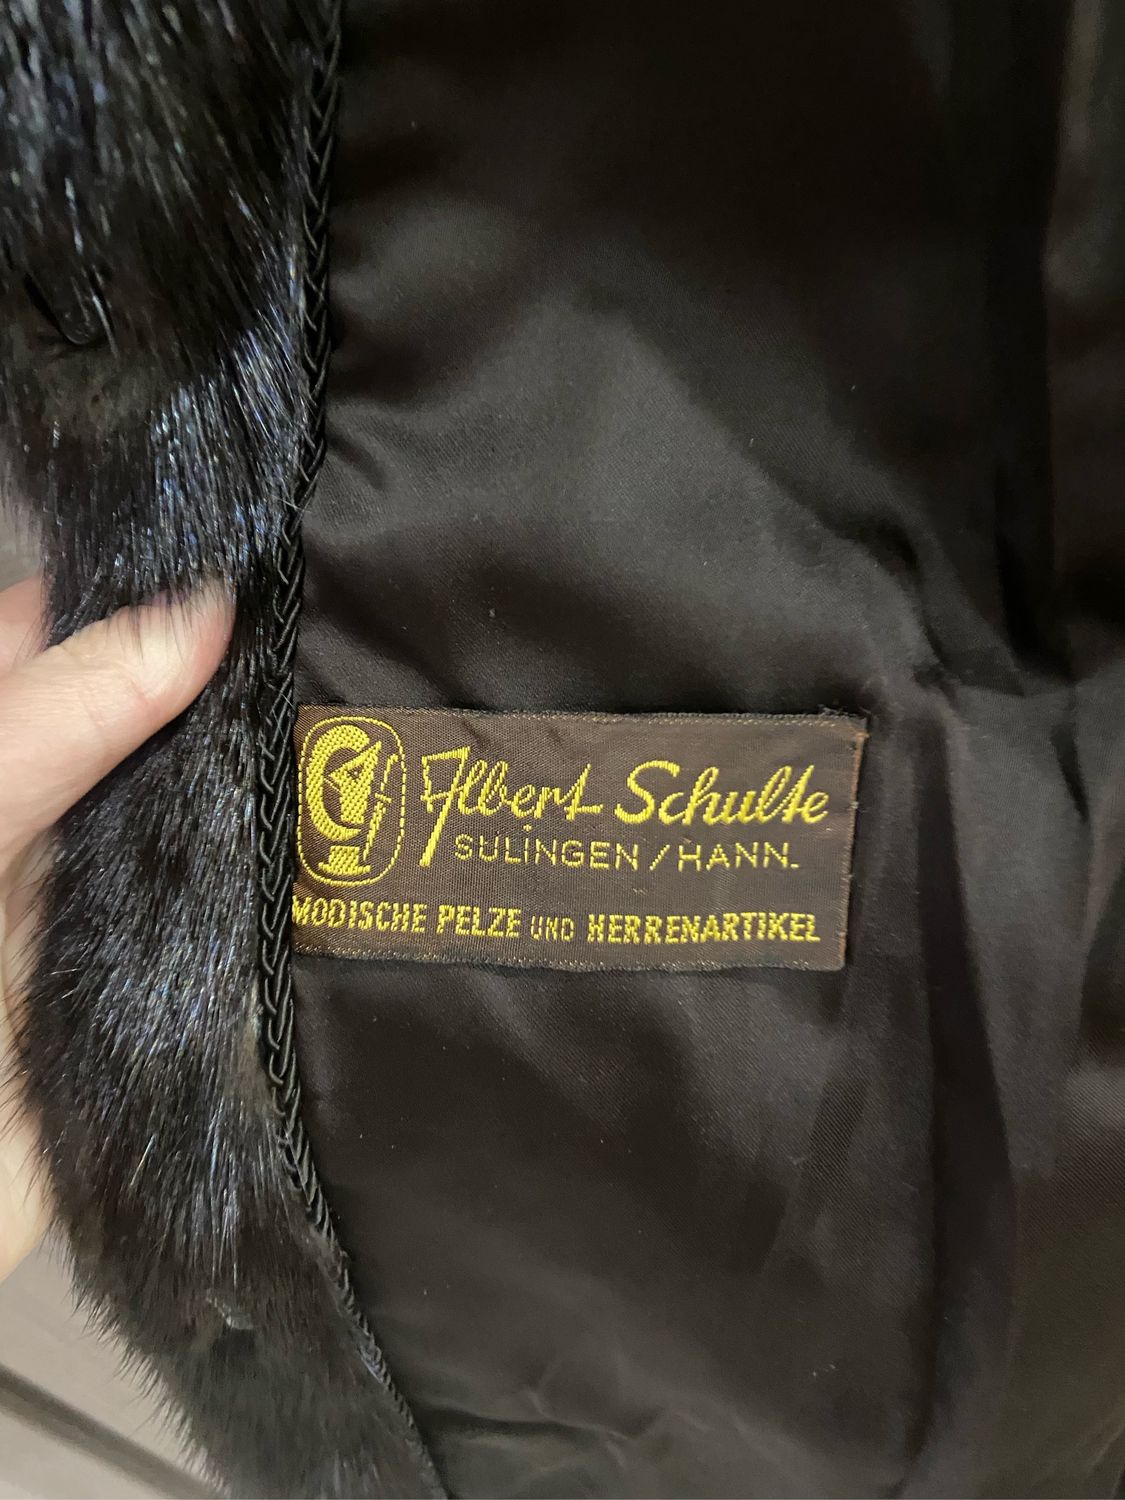 Albert Schulte
SULINGEN / HANN.
MODISCHE PELZE UND HERRENARTIKEL